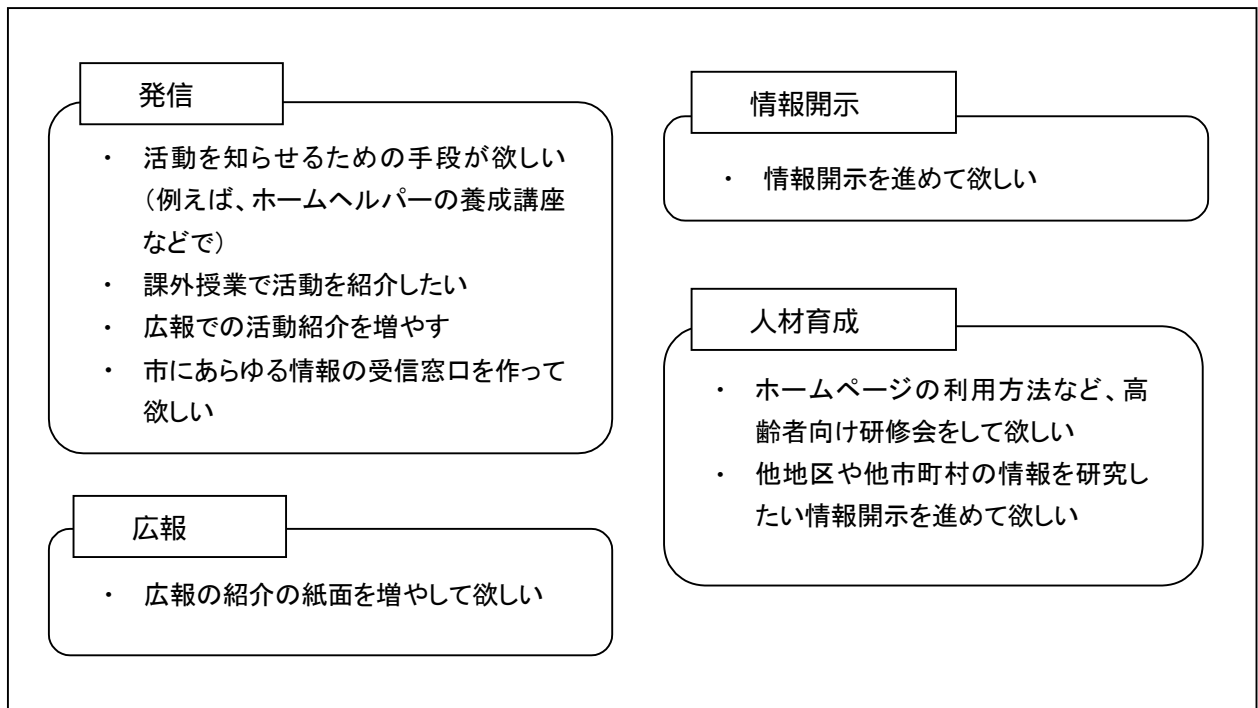 発信
・ 活動を知らせるための手段が欲しい
（例えば、ホームヘルパーの養成講座
などで）
・ 課外授業で活動を紹介したい
・ 広報での活動紹介を増やす
・ 市にあらゆる情報の受信窓口を作って
欲しい
広報
・ 広報の紹介の紙面を増やして欲しい
情報開示
・ 情報開示を進めて欲しい
人材育成
・ ホームページの利用方法など、高
齢者向け研修会をして欲しい
・ 他地区や他市町村の情報を研究し
たい情報開示を進めて欲しい